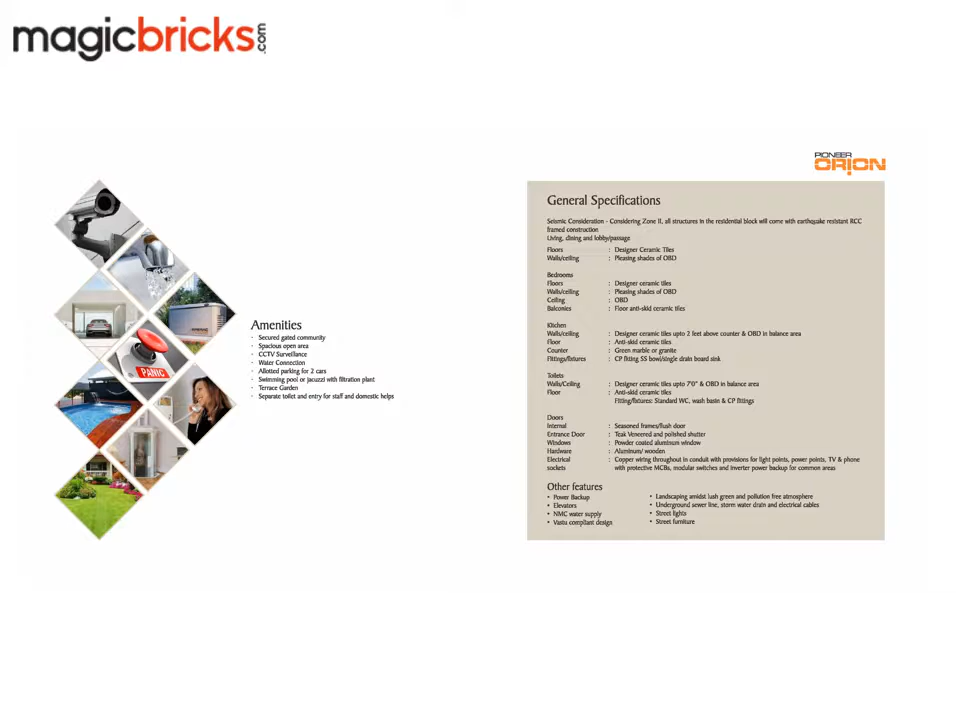 magicbricks.com
PIONEER
ORION
PANIC
Amenities
- Secured gated community
- Spacious open area
- CCTV Surveillance
- Water Connection
- Allotted parking for 2 cars
- Swimming pool or jacuzzi with filtration plant
- Terrace Garden
- Separate toilet and entry for staff and domestic helps
General Specifications
Seismic Consideration - Considering Zone II, all structures in the residential block will come with earthquake resistant RCC
framed construction
Living, dining and lobby/passage
Floors : Designer Ceramic Tiles
Walls/ceiling : Pleasing shades of OBD
Bedrooms
Floors : Designer ceramic tiles
Walls/ceiling : Pleasing shades of OBD
Ceiling : OBD
Balconies : Floor anti-skid ceramic tiles
Kitchen
Walls/ceiling : Designer ceramic tiles upto 2 feet above counter & OBD in balance area
Floor : Anti-skid ceramic tiles
Counter : Green marble or granite
Fittings/fixtures : CP fitting SS bowl/single drain board sink
Toilets
Walls/Ceiling : Designer ceramic tiles upto 7'0" & OBD in balance area
Floor : Anti-skid ceramic tiles
Fitting/fixtures: Standard WC, wash basin & CP fittings
Doors
Internal : Seasoned frames/flush door
Entrance Door : Teak Veneered and polished shutter
Windows : Powder coated aluminum window
Hardware : Aluminum/ wooden
Electrical : Copper wiring throughout in conduit with provisions for light points, power points, TV & phone
sockets with protective MCBs, modular switches and inverter power backup for common areas
Other features
• Power Backup
• Elevators
• NMC water supply
• Vastu compliant design
• Landscaping amidst lush green and pollution free atmosphere
• Underground sewer line, storm water drain and electrical cables
• Street lights
• Street furniture